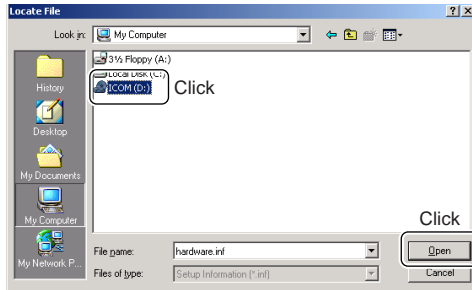 Locate File
Look in: My Computer
3½ Floppy (A:)
Local Disk (C:)
ICOM (D:)
Click
History
Desktop
My Documents
My Computer
My Network P...
Click
File name: hardware.inf
Open
Files of type: Setup Information (*.inf)
Cancel